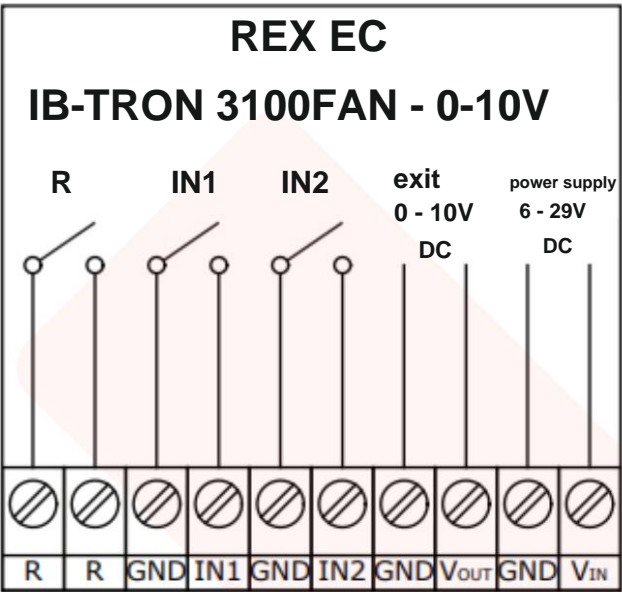 REX EC
IB-TRON 3100FAN - 0-10V
R IN1 IN2 exit power supply
0 - 10V 6 - 29V
DC DC
R R GND IN1 GND IN2 GND VOUT GND VIN